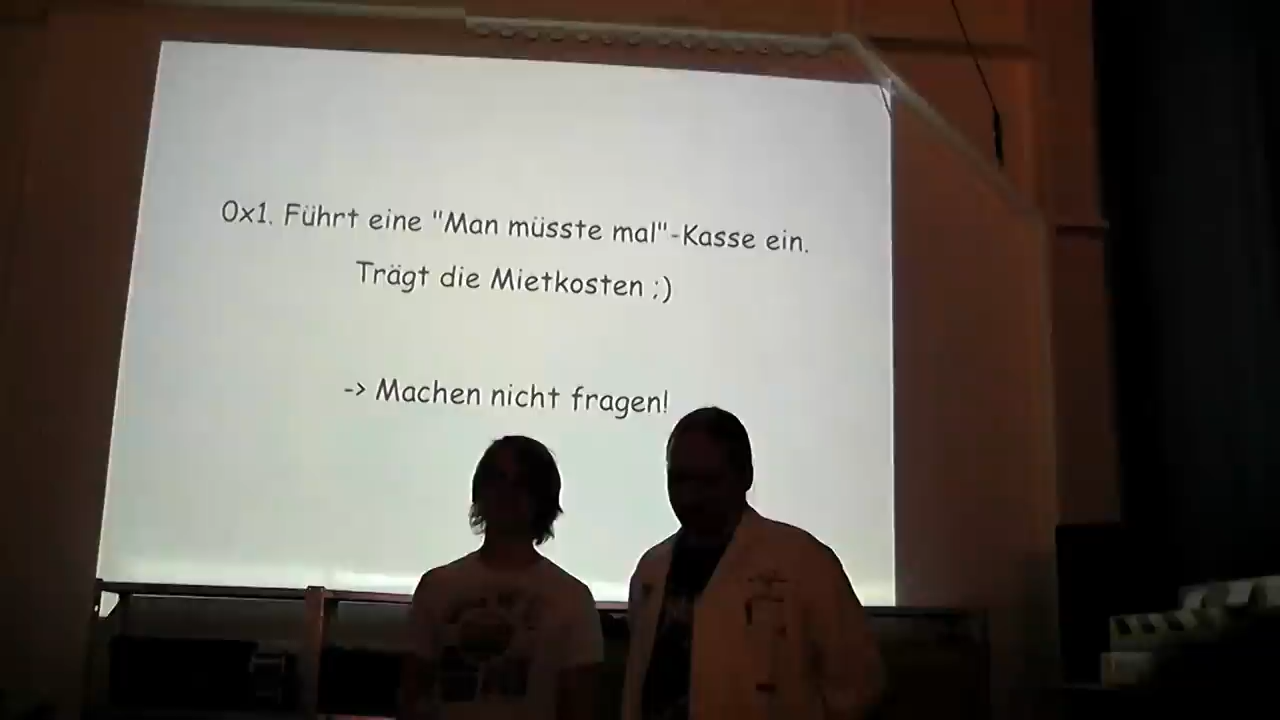 0x1. Führt eine "Man müsste mal"-Kasse ein.
Trägt die Mietkosten ;)
-> Machen nicht fragen!